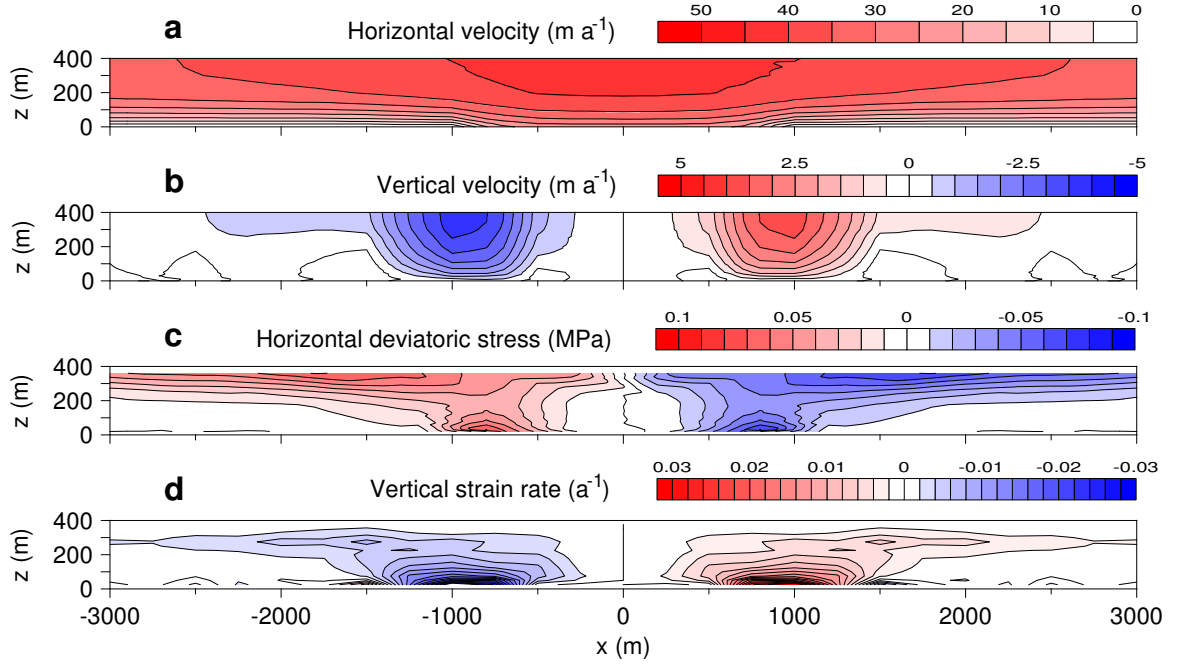 50 40 30 20 10 0
a Horizontal velocity (m a-1)
z (m)
400
200
0
5 2.5 0 -2.5 -5
b Vertical velocity (m a-1)
z (m)
400
200
0
0.1 0.05 0 -0.05 -0.1
c Horizontal deviatoric stress (MPa)
z (m)
400
200
0
0.03 0.02 0.01 0 -0.01 -0.02 -0.03
d Vertical strain rate (a-1)
z (m)
400
200
0
-3000 -2000 -1000 0 1000 2000 3000
x (m)